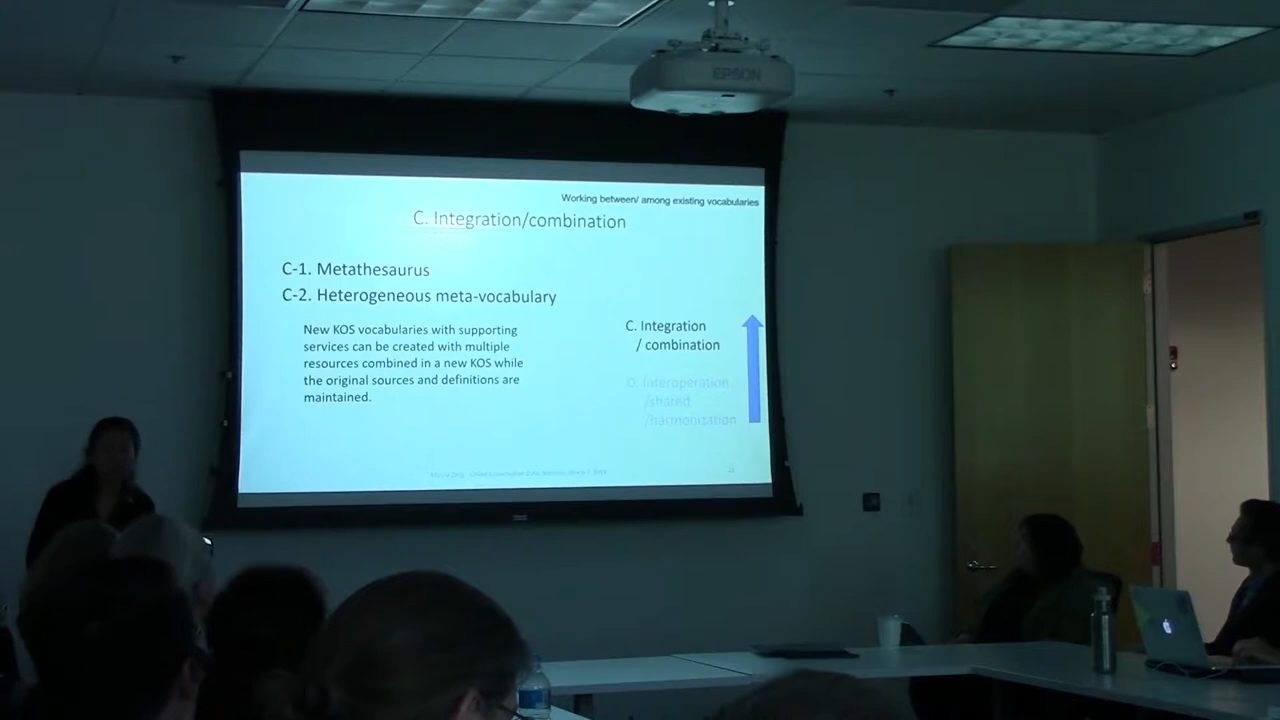 EPSON
Working between/ among existing vocabularies
C. Integration/combination
C-1. Metathesaurus
C-2. Heterogeneous meta-vocabulary
New KOS vocabularies with supporting
services can be created with multiple
resources combined in a new KOS while
the original sources and definitions are
maintained.
C. Integration
/ combination
D. Interoperation
/shared
/harmonization